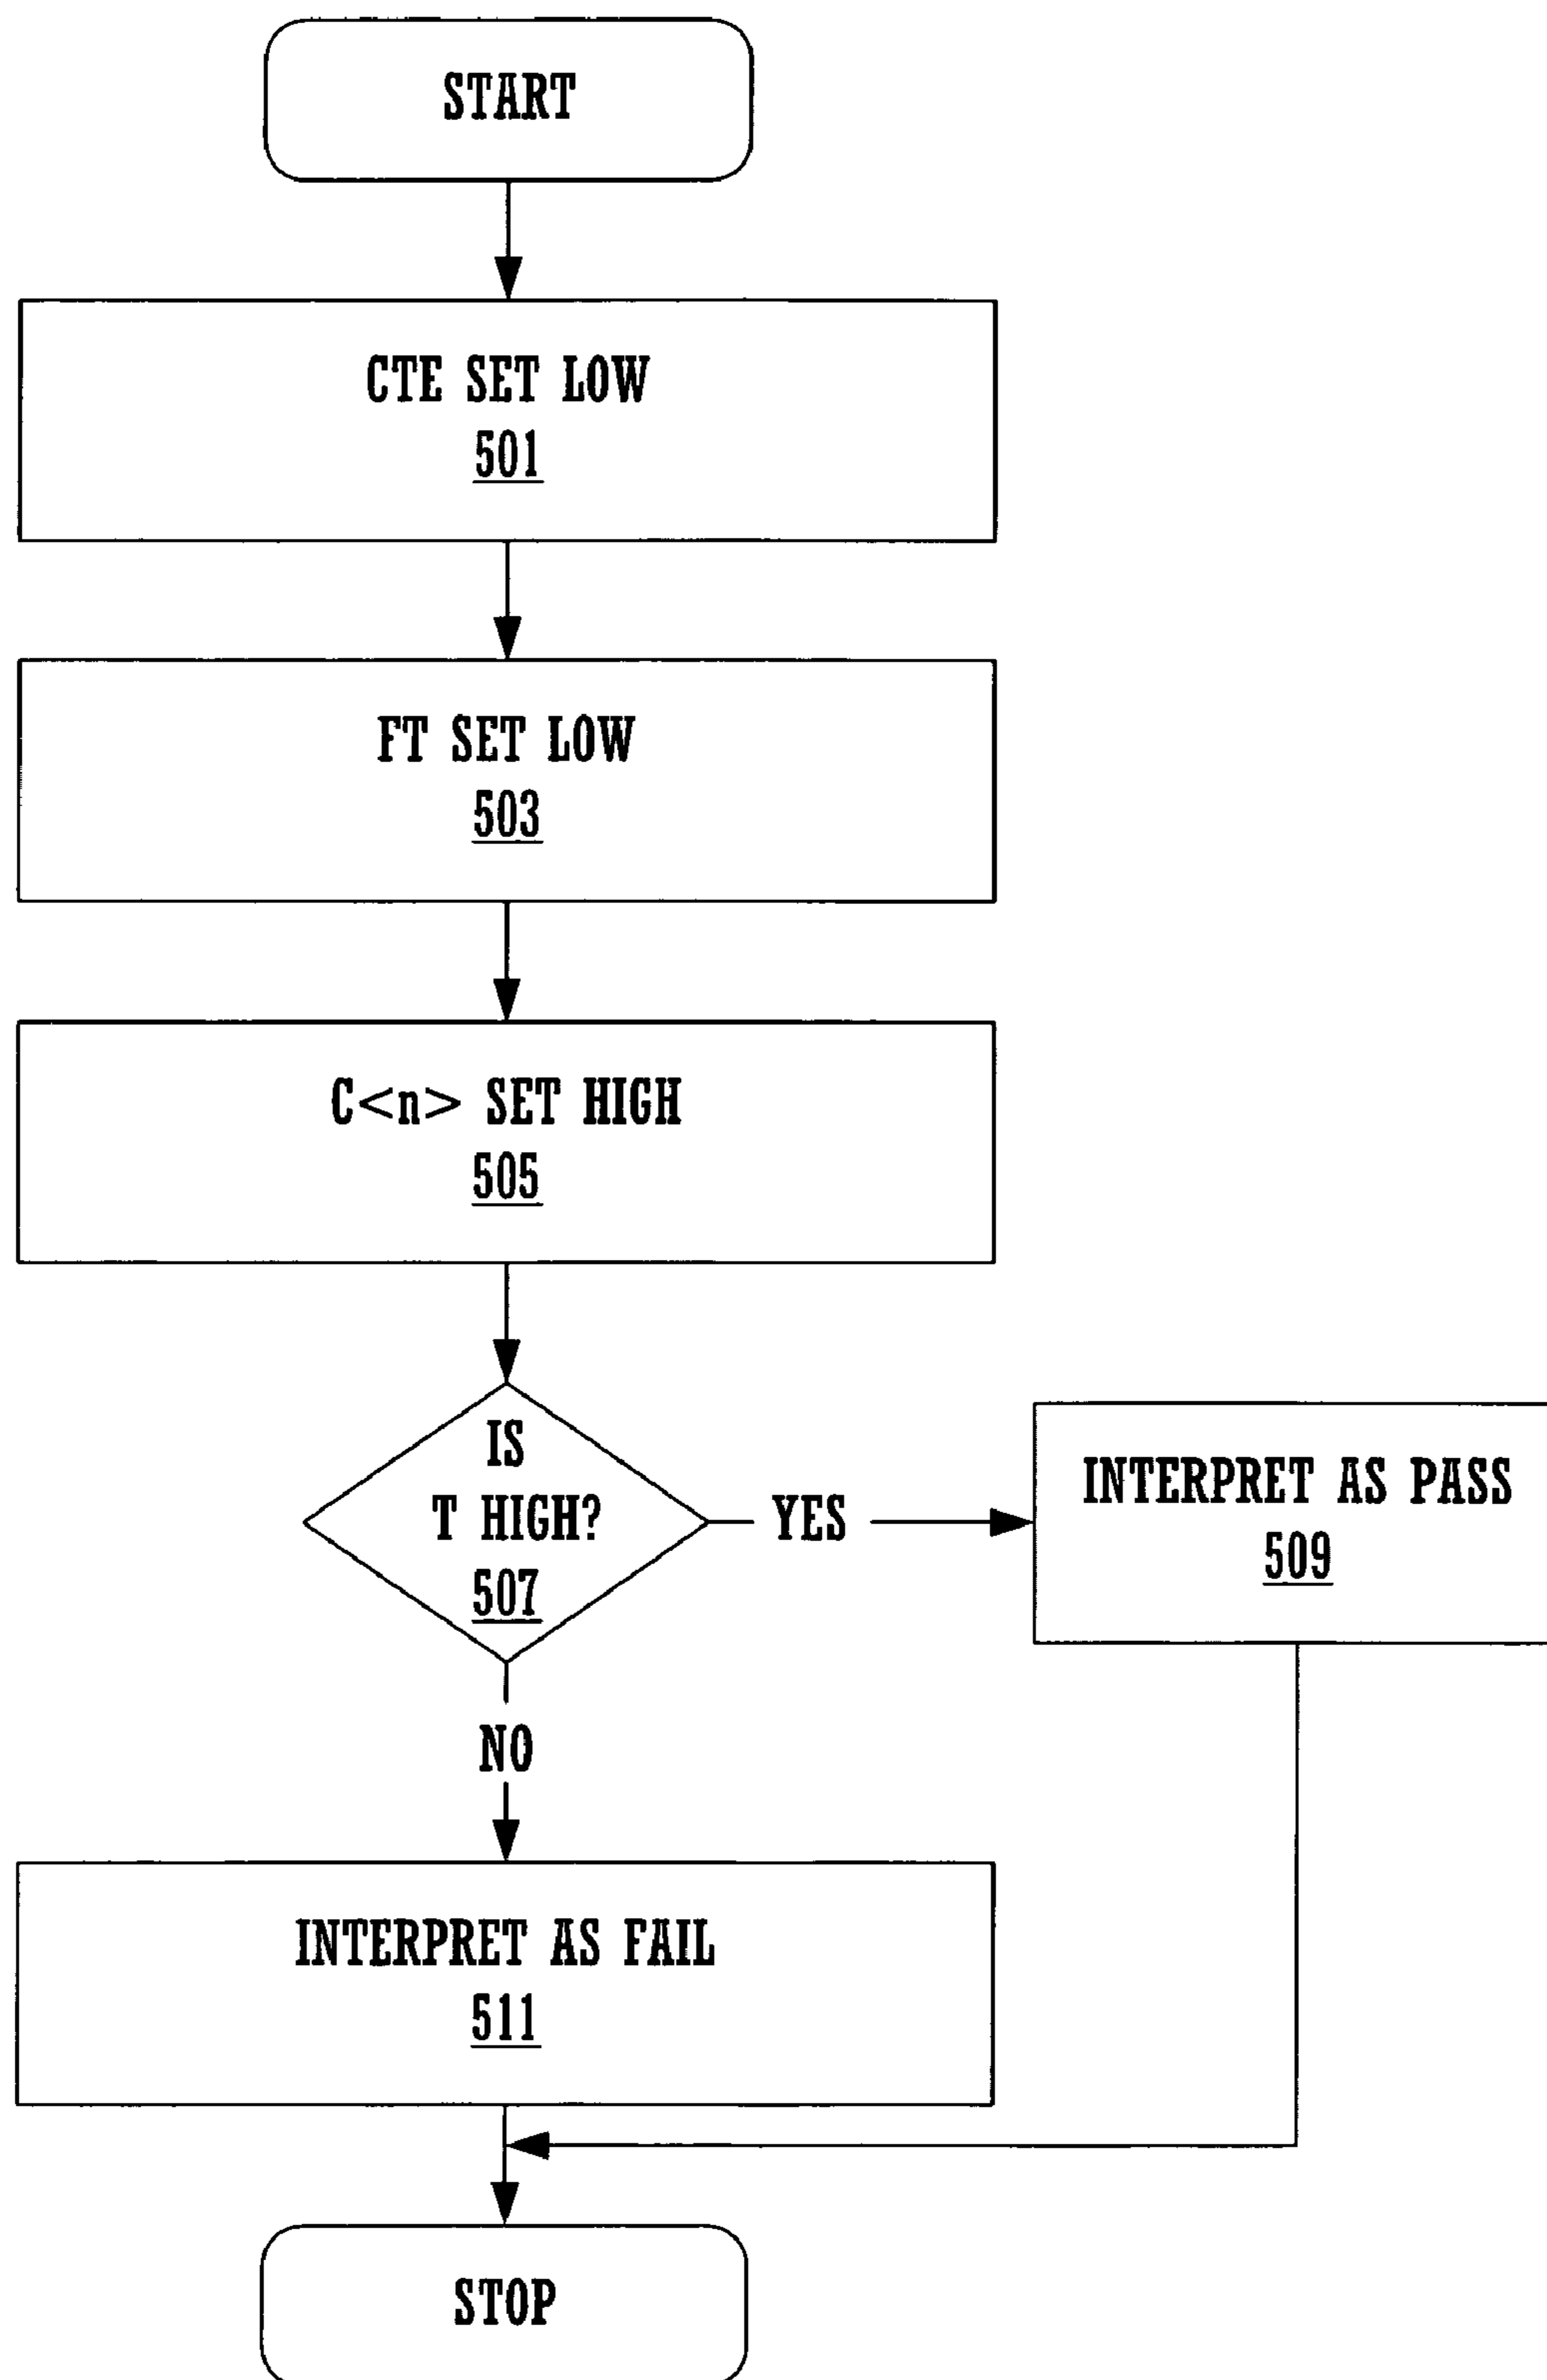 START
CTE SET LOW
501
FT SET LOW
503
C<n> SET HIGH
505
IS
T HIGH?
507
YES
INTERPRET AS PASS
509
NO
INTERPRET AS FAIL
511
STOP